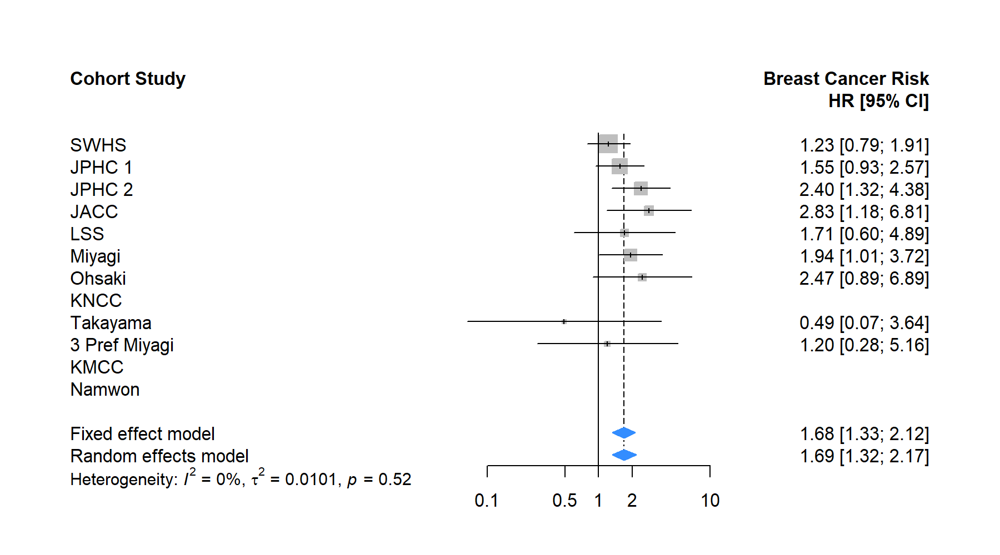 Cohort Study
Breast Cancer Risk
HR [95% CI]
SWHS 1.23 [0.79; 1.91]
JPHC 1 1.55 [0.93; 2.57]
JPHC 2 2.40 [1.32; 4.38]
JACC 2.83 [1.18; 6.81]
LSS 1.71 [0.60; 4.89]
Miyagi 1.94 [1.01; 3.72]
Ohsaki 2.47 [0.89; 6.89]
KNCC
Takayama 0.49 [0.07; 3.64]
3 Pref Miyagi 1.20 [0.28; 5.16]
KMCC
Namwon
Fixed effect model 1.68 [1.33; 2.12]
Random effects model 1.69 [1.32; 2.17]
Heterogeneity: I² = 0%, τ² = 0.0101, p = 0.52
0.1 0.5 1 2 10